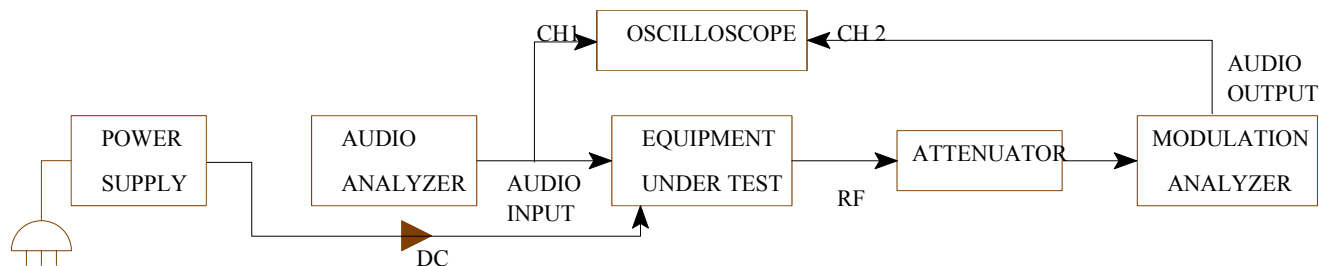 CH1
OSCILLOSCOPE
CH 2
AUDIO
OUTPUT
POWER
SUPPLY
AUDIO
ANALYZER
AUDIO
INPUT
EQUIPMENT
UNDER TEST
RF
ATTENUATOR
MODULATION
ANALYZER
DC